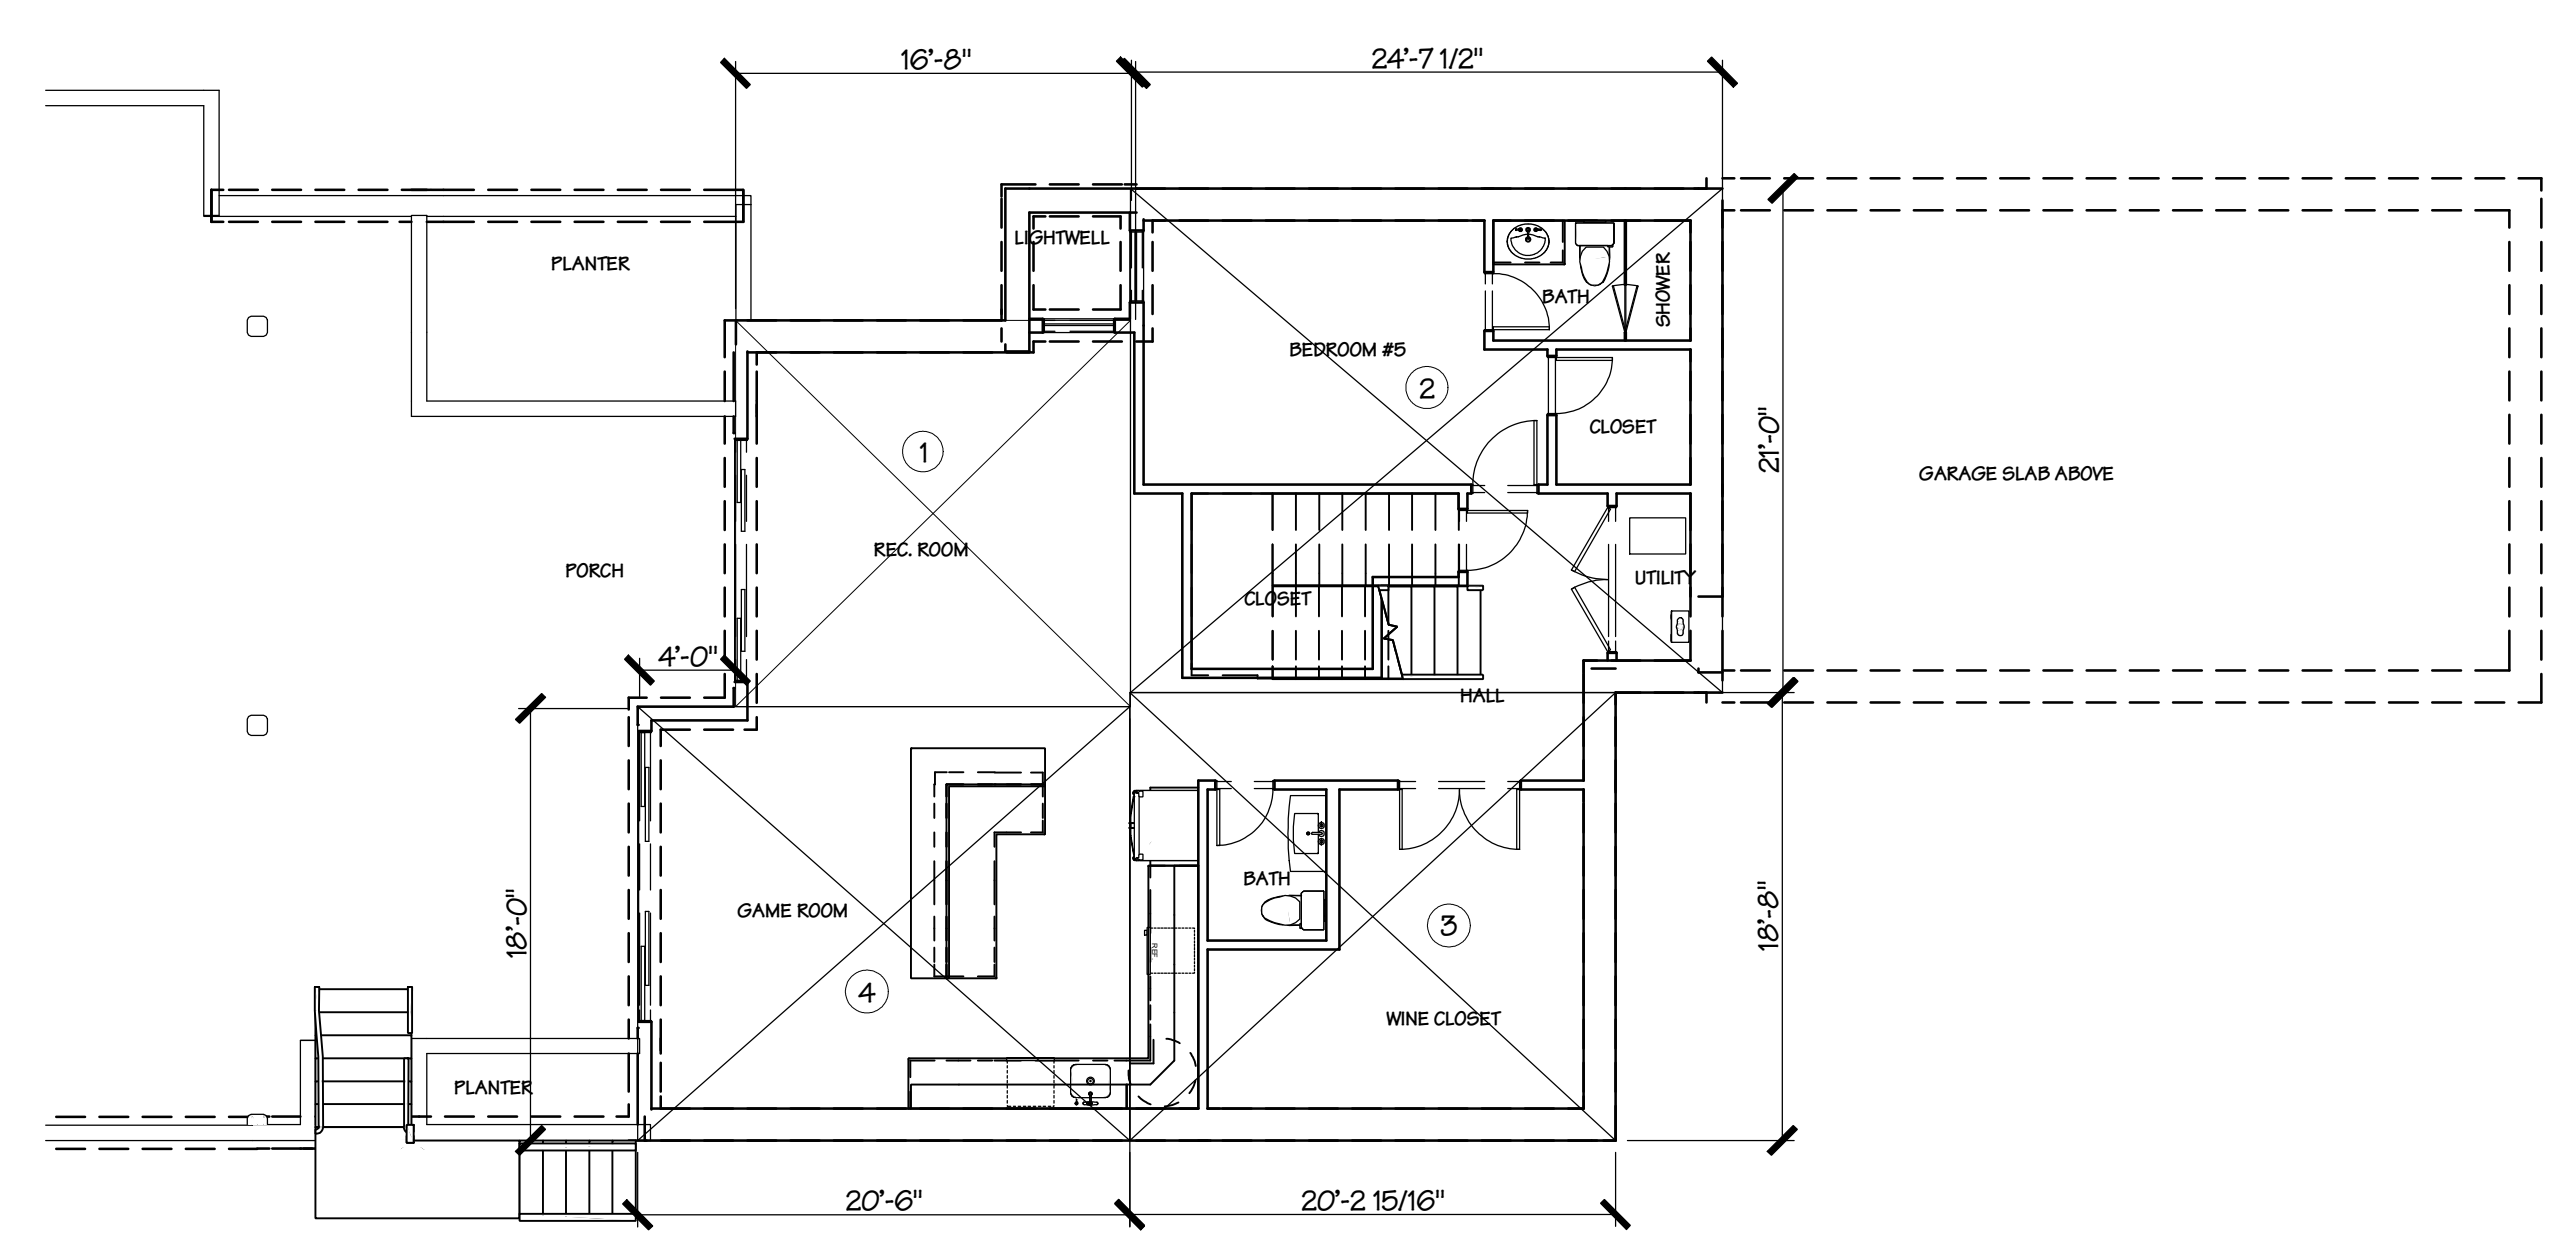 16'-8"
24'-7 1/2"
LIGHTWELL
PLANTER
SHOWER
BATH
BEDROOM #5
2
CLOSET
1
21'-0"
GARAGE SLAB ABOVE
REC. ROOM
PORCH
UTILITY
CLOSET
4'-0"
HALL
BATH
GAME ROOM
18'-0"
3
18'-8"
REF.
4
WINE CLOSET
PLANTER
20'-6"
20'-2 15/16"